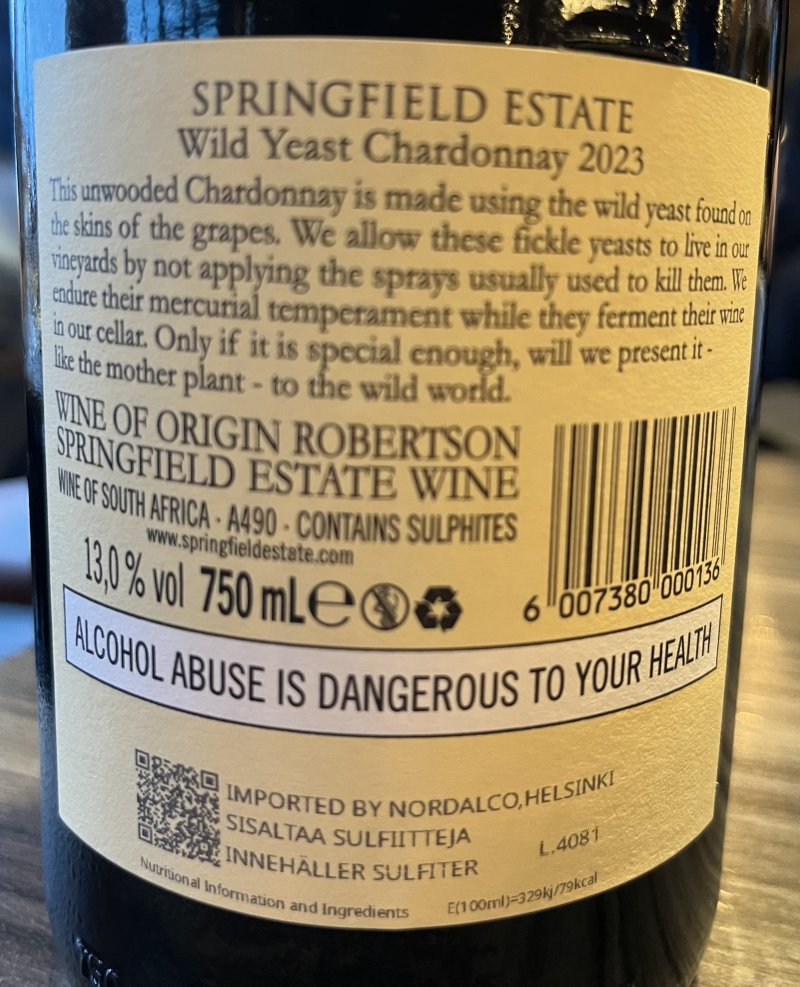 SPRINGFIELD ESTATE
Wild Yeast Chardonnay 2023
This unwooded Chardonnay is made using the wild yeast found on
the skins of the grapes. We allow these fickle yeasts to live in our
vineyards by not applying the sprays usually used to kill them. We
endure their mercurial temperament while they ferment their wine
in our cellar. Only if it is special enough, will we present it -
like the mother plant - to the wild world.
WINE OF ORIGIN ROBERTSON
SPRINGFIELD ESTATE WINE
WINE OF SOUTH AFRICA · A490 · CONTAINS SULPHITES
www.springfieldestate.com
13,0 % vol 750 mL℮
6 007380 000136
ALCOHOL ABUSE IS DANGEROUS TO YOUR HEALTH
IMPORTED BY NORDALCO,HELSINKI
SISALTAA SULFIITTEJA
INNEHÄLLER SULFITER
L.4081
Nutritional Information and Ingredients
E(100ml)=329kj/79kcal